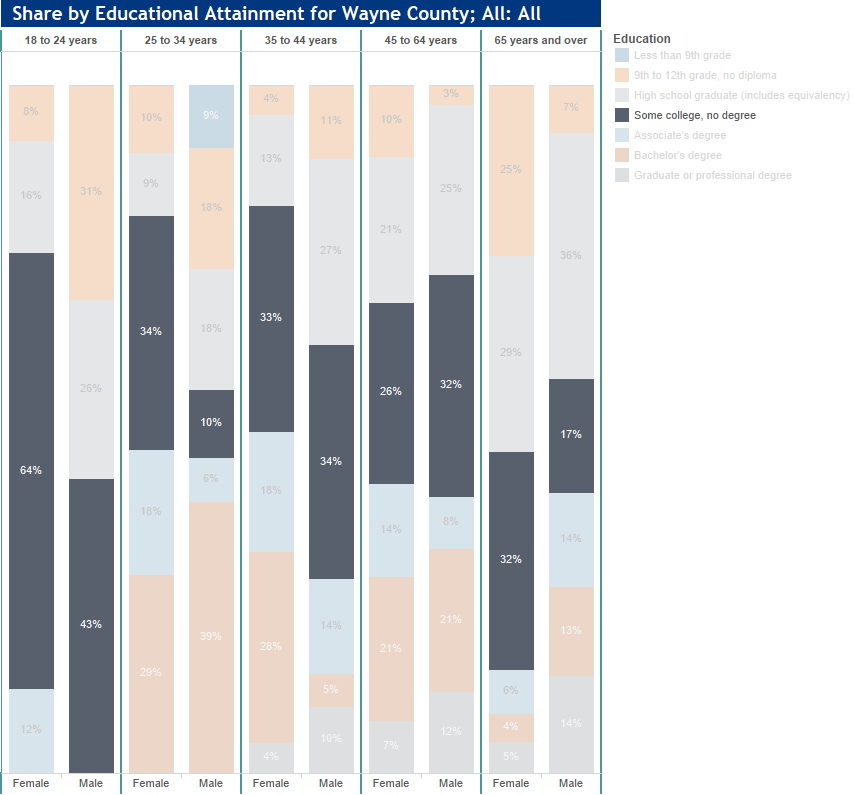 Share by Educational Attainment for Wayne County; All: All
18 to 24 years 25 to 34 years 35 to 44 years 45 to 64 years 65 years and over
8% 16% 64% 12%
31% 26% 43%
10% 9% 34% 18% 29%
9% 18% 18% 10% 6% 39%
4% 13% 33% 18% 28% 4%
11% 27% 34% 14% 5% 10%
10% 21% 26% 14% 21% 7%
3% 25% 32% 8% 21% 12%
25% 29% 32% 6% 4% 5%
7% 36% 17% 14% 13% 14%
Female Male Female Male Female Male Female Male Female Male
Education
Less than 9th grade
9th to 12th grade, no diploma
High school graduate (includes equivalency)
Some college, no degree
Associate's degree
Bachelor's degree
Graduate or professional degree